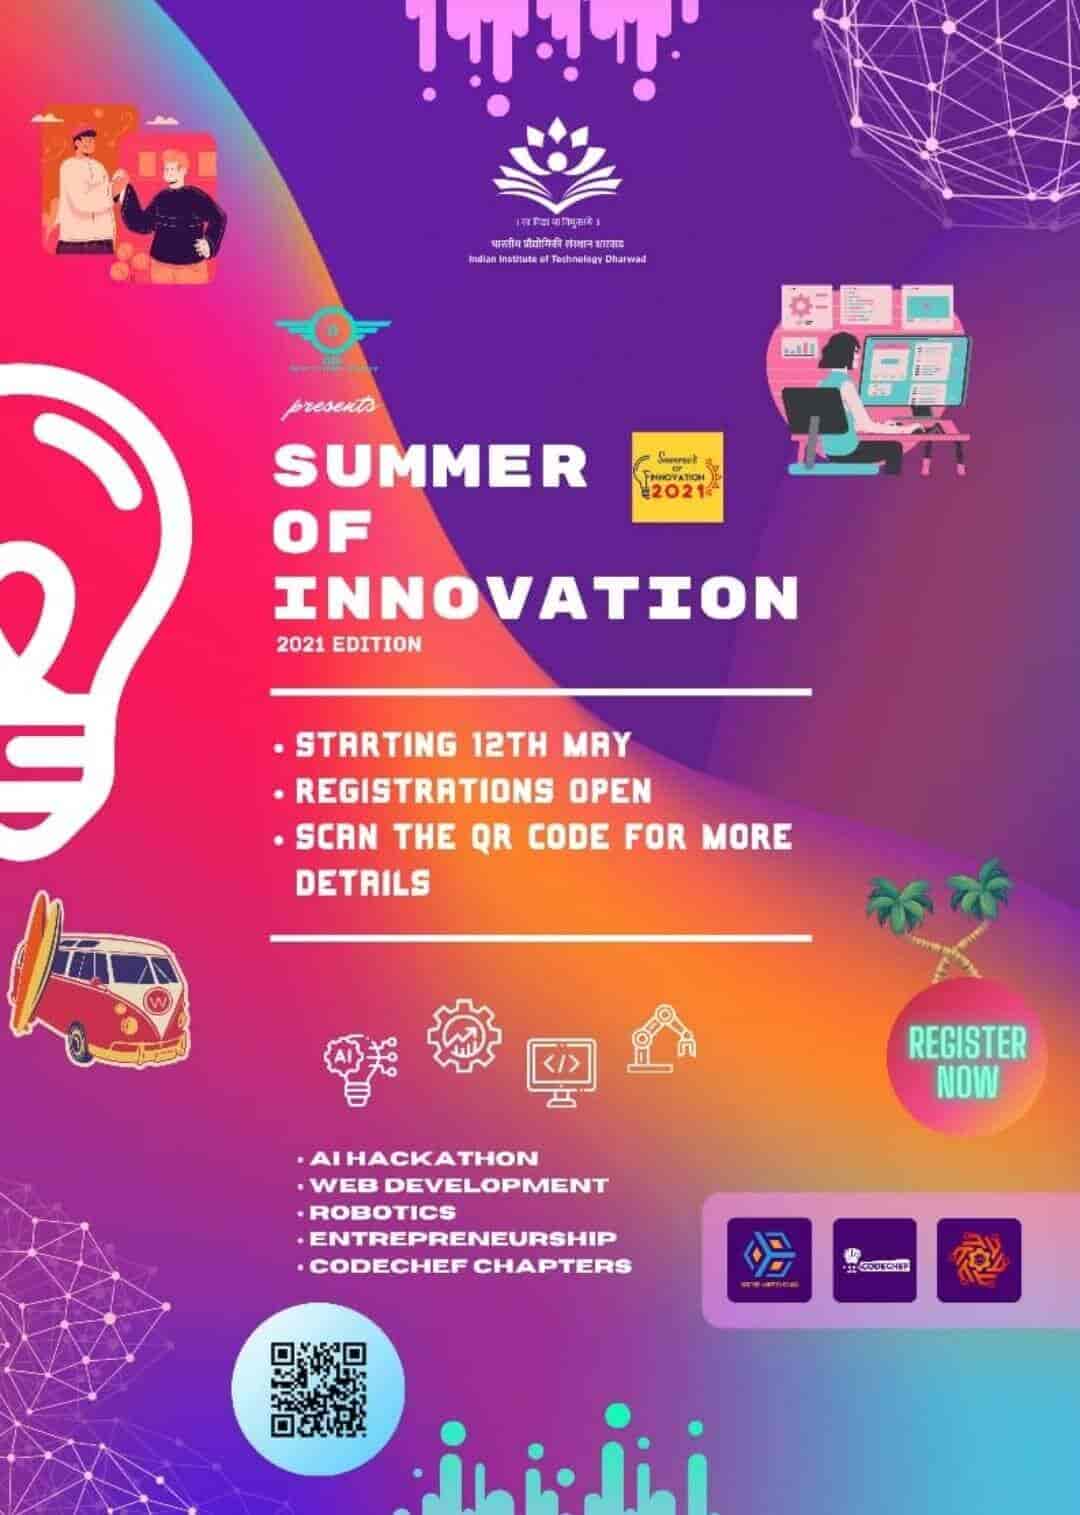 भारतीय प्रौद्योगिकी संस्थान धारवाड
Indian Institute of Technology Dharwad
presents
SUMMER
OF
INNOVATION
Summer
OF
INNOVATION
2021
2021 EDITION
• STARTING 12TH MAY
• REGISTRATIONS OPEN
• SCAN THE QR CODE FOR MORE
DETAILS
W
REGISTER
NOW
AI
</>
• AI HACKATHON
• WEB DEVELOPMENT
• ROBOTICS
• ENTREPRENEURSHIP
• CODECHEF CHAPTERS
CODECHEF